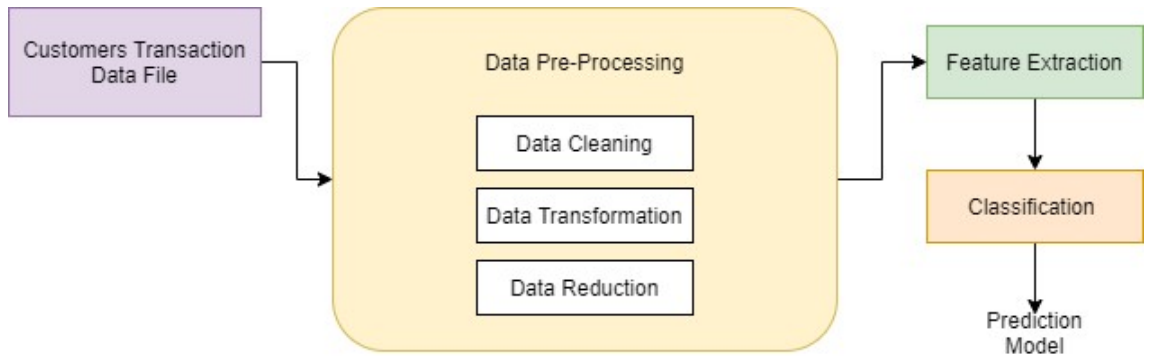 Customers Transaction
Data File
Data Pre-Processing
Data Cleaning
Data Transformation
Data Reduction
Feature Extraction
Classification
Prediction
Model